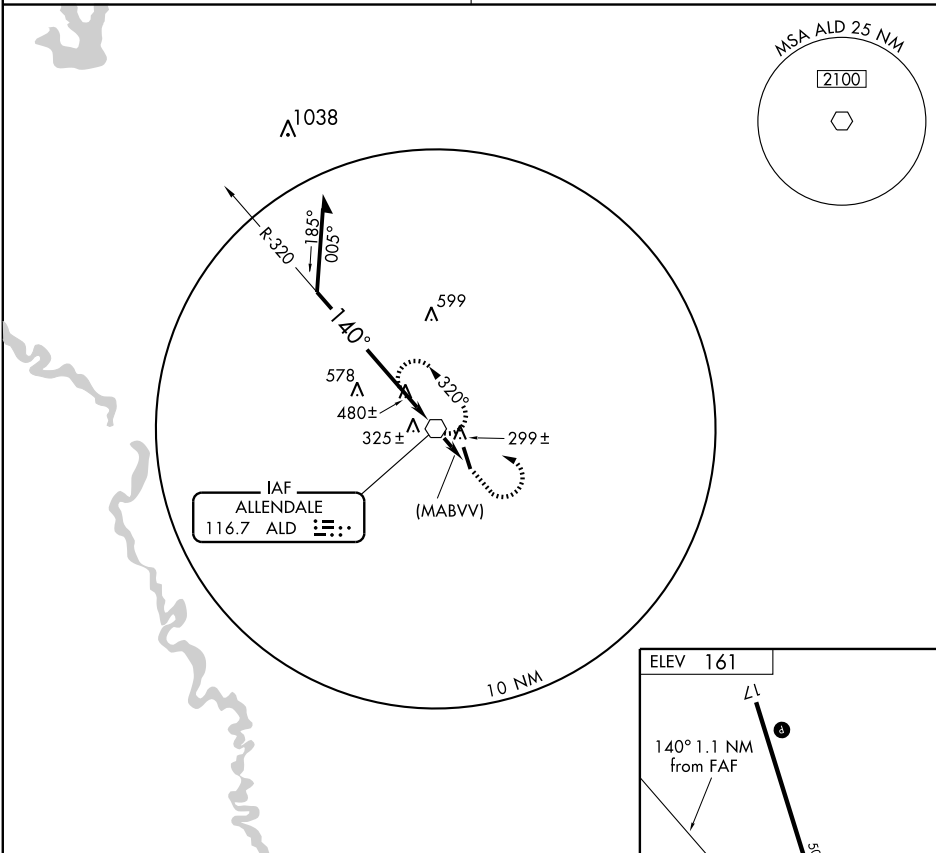 MSA ALD 25 NM
2100
1038
R-320
185°
005°
599
140°
578
320°
480±
325±
299±
IAF
ALLENDALE
116.7 ALD
(MABVV)
10 NM
ELEV 161
17
140° 1.1 NM
from FAF